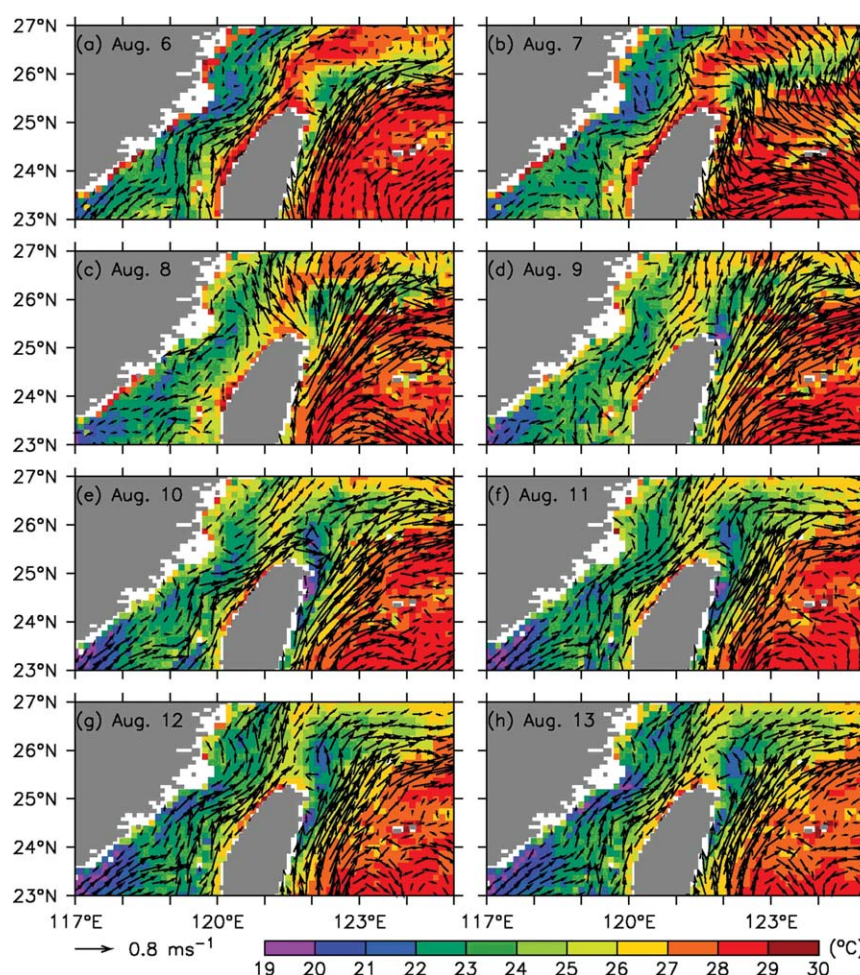 27°N
(a) Aug. 6
(b) Aug. 7
26°N
25°N
24°N
23°N
27°N
(c) Aug. 8
(d) Aug. 9
26°N
25°N
24°N
23°N
27°N
(e) Aug. 10
(f) Aug. 11
26°N
25°N
24°N
23°N
27°N
(g) Aug. 12
(h) Aug. 13
26°N
25°N
24°N
23°N
117°E 120°E 123°E 117°E 120°E 123°E
0.8 ms⁻¹
(°C)
19 20 21 22 23 24 25 26 27 28 29 30